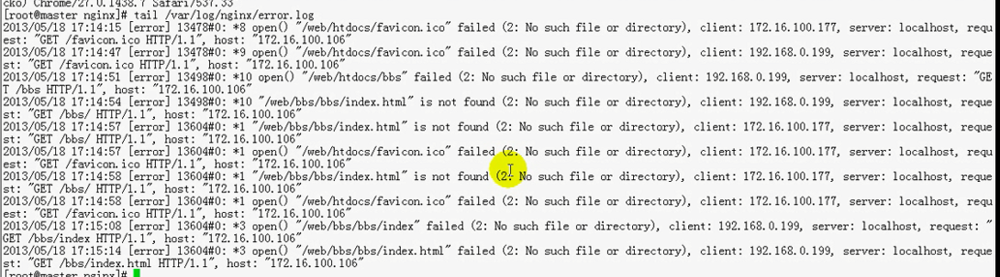 cko) Chrome/27.0.1438.7 Safari/537.33
[root@master nginx]# tail /var/log/nginx/error.log
2013/05/18 17:14:15 [error] 13478#0: *8 open() "/web/htdocs/favicon.ico" failed (2: No such file or directory), client: 172.16.100.177, server: localhost, requ
est: "GET /favicon.ico HTTP/1.1", host: "172.16.100.106"
2013/05/18 17:14:47 [error] 13478#0: *9 open() "/web/htdocs/favicon.ico" failed (2: No such file or directory), client: 192.168.0.199, server: localhost, reque
st: "GET /favicon.ico HTTP/1.1", host: "172.16.100.106"
2013/05/18 17:14:51 [error] 13498#0: *10 open() "/web/htdocs/bbs" failed (2: No such file or directory), client: 192.168.0.199, server: localhost, request: "GE
T /bbs HTTP/1.1", host: "172.16.100.106"
2013/05/18 17:14:54 [error] 13498#0: *10 "/web/bbs/bbs/index.html" is not found (2: No such file or directory), client: 192.168.0.199, server: localhost, reque
st: "GET /bbs/ HTTP/1.1", host: "172.16.100.106"
2013/05/18 17:14:57 [error] 13604#0: *1 "/web/bbs/bbs/index.html" is not found (2: No such file or directory), client: 172.16.100.177, server: localhost, reque
st: "GET /bbs/ HTTP/1.1", host: "172.16.100.106"
2013/05/18 17:14:57 [error] 13604#0: *1 open() "/web/htdocs/favicon.ico" failed (2: No such file or directory), client: 172.16.100.177, server: localhost, requ
est: "GET /favicon.ico HTTP/1.1", host: "172.16.100.106"
2013/05/18 17:14:58 [error] 13604#0: *1 "/web/bbs/bbs/index.html" is not found (2: No such file or directory), client: 172.16.100.177, server: localhost, reque
st: "GET /bbs/ HTTP/1.1", host: "172.16.100.106"
2013/05/18 17:14:58 [error] 13604#0: *1 open() "/web/htdocs/favicon.ico" failed (2: No such file or directory), client: 172.16.100.177, server: localhost, requ
est: "GET /favicon.ico HTTP/1.1", host: "172.16.100.106"
2013/05/18 17:15:08 [error] 13604#0: *3 open() "/web/bbs/bbs/index" failed (2: No such file or directory), client: 192.168.0.199, server: localhost, request: "
GET /bbs/index HTTP/1.1", host: "172.16.100.106"
2013/05/18 17:15:14 [error] 13604#0: *3 open() "/web/bbs/bbs/index.html" failed (2: No such file or directory), client: 192.168.0.199, server: localhost, reque
st: "GET /bbs/index.html HTTP/1.1", host: "172.16.100.106"
[root@master nginx]#